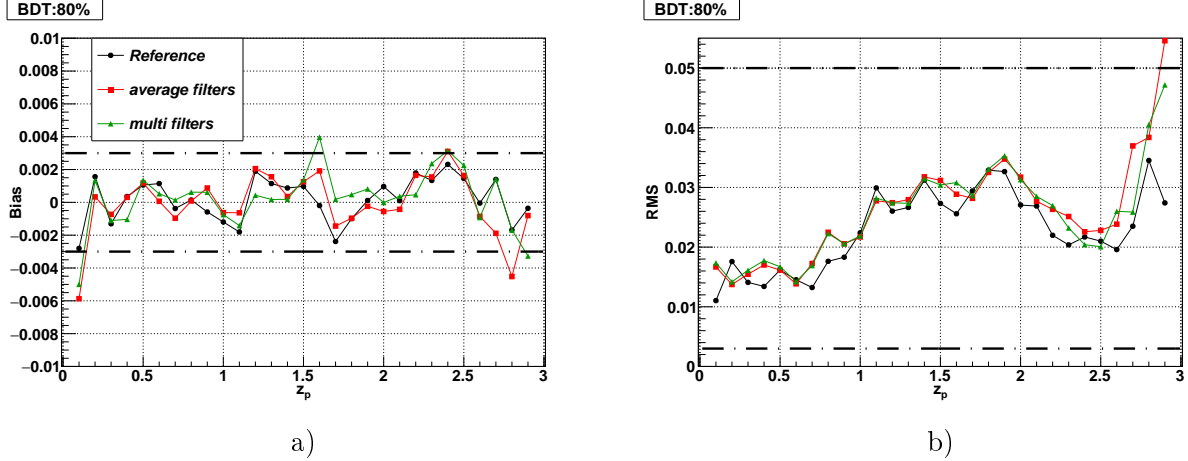 BDT:80%
0.01
0.008
0.006
0.004
0.002
0
−0.002
−0.004
−0.006
−0.008
−0.01
Bias
Reference
average filters
multi filters
0 0.5 1 1.5 2 2.5 3
z_p
a)
BDT:80%
0.05
0.04
0.03
0.02
0.01
0
RMS
0 0.5 1 1.5 2 2.5 3
z_p
b)